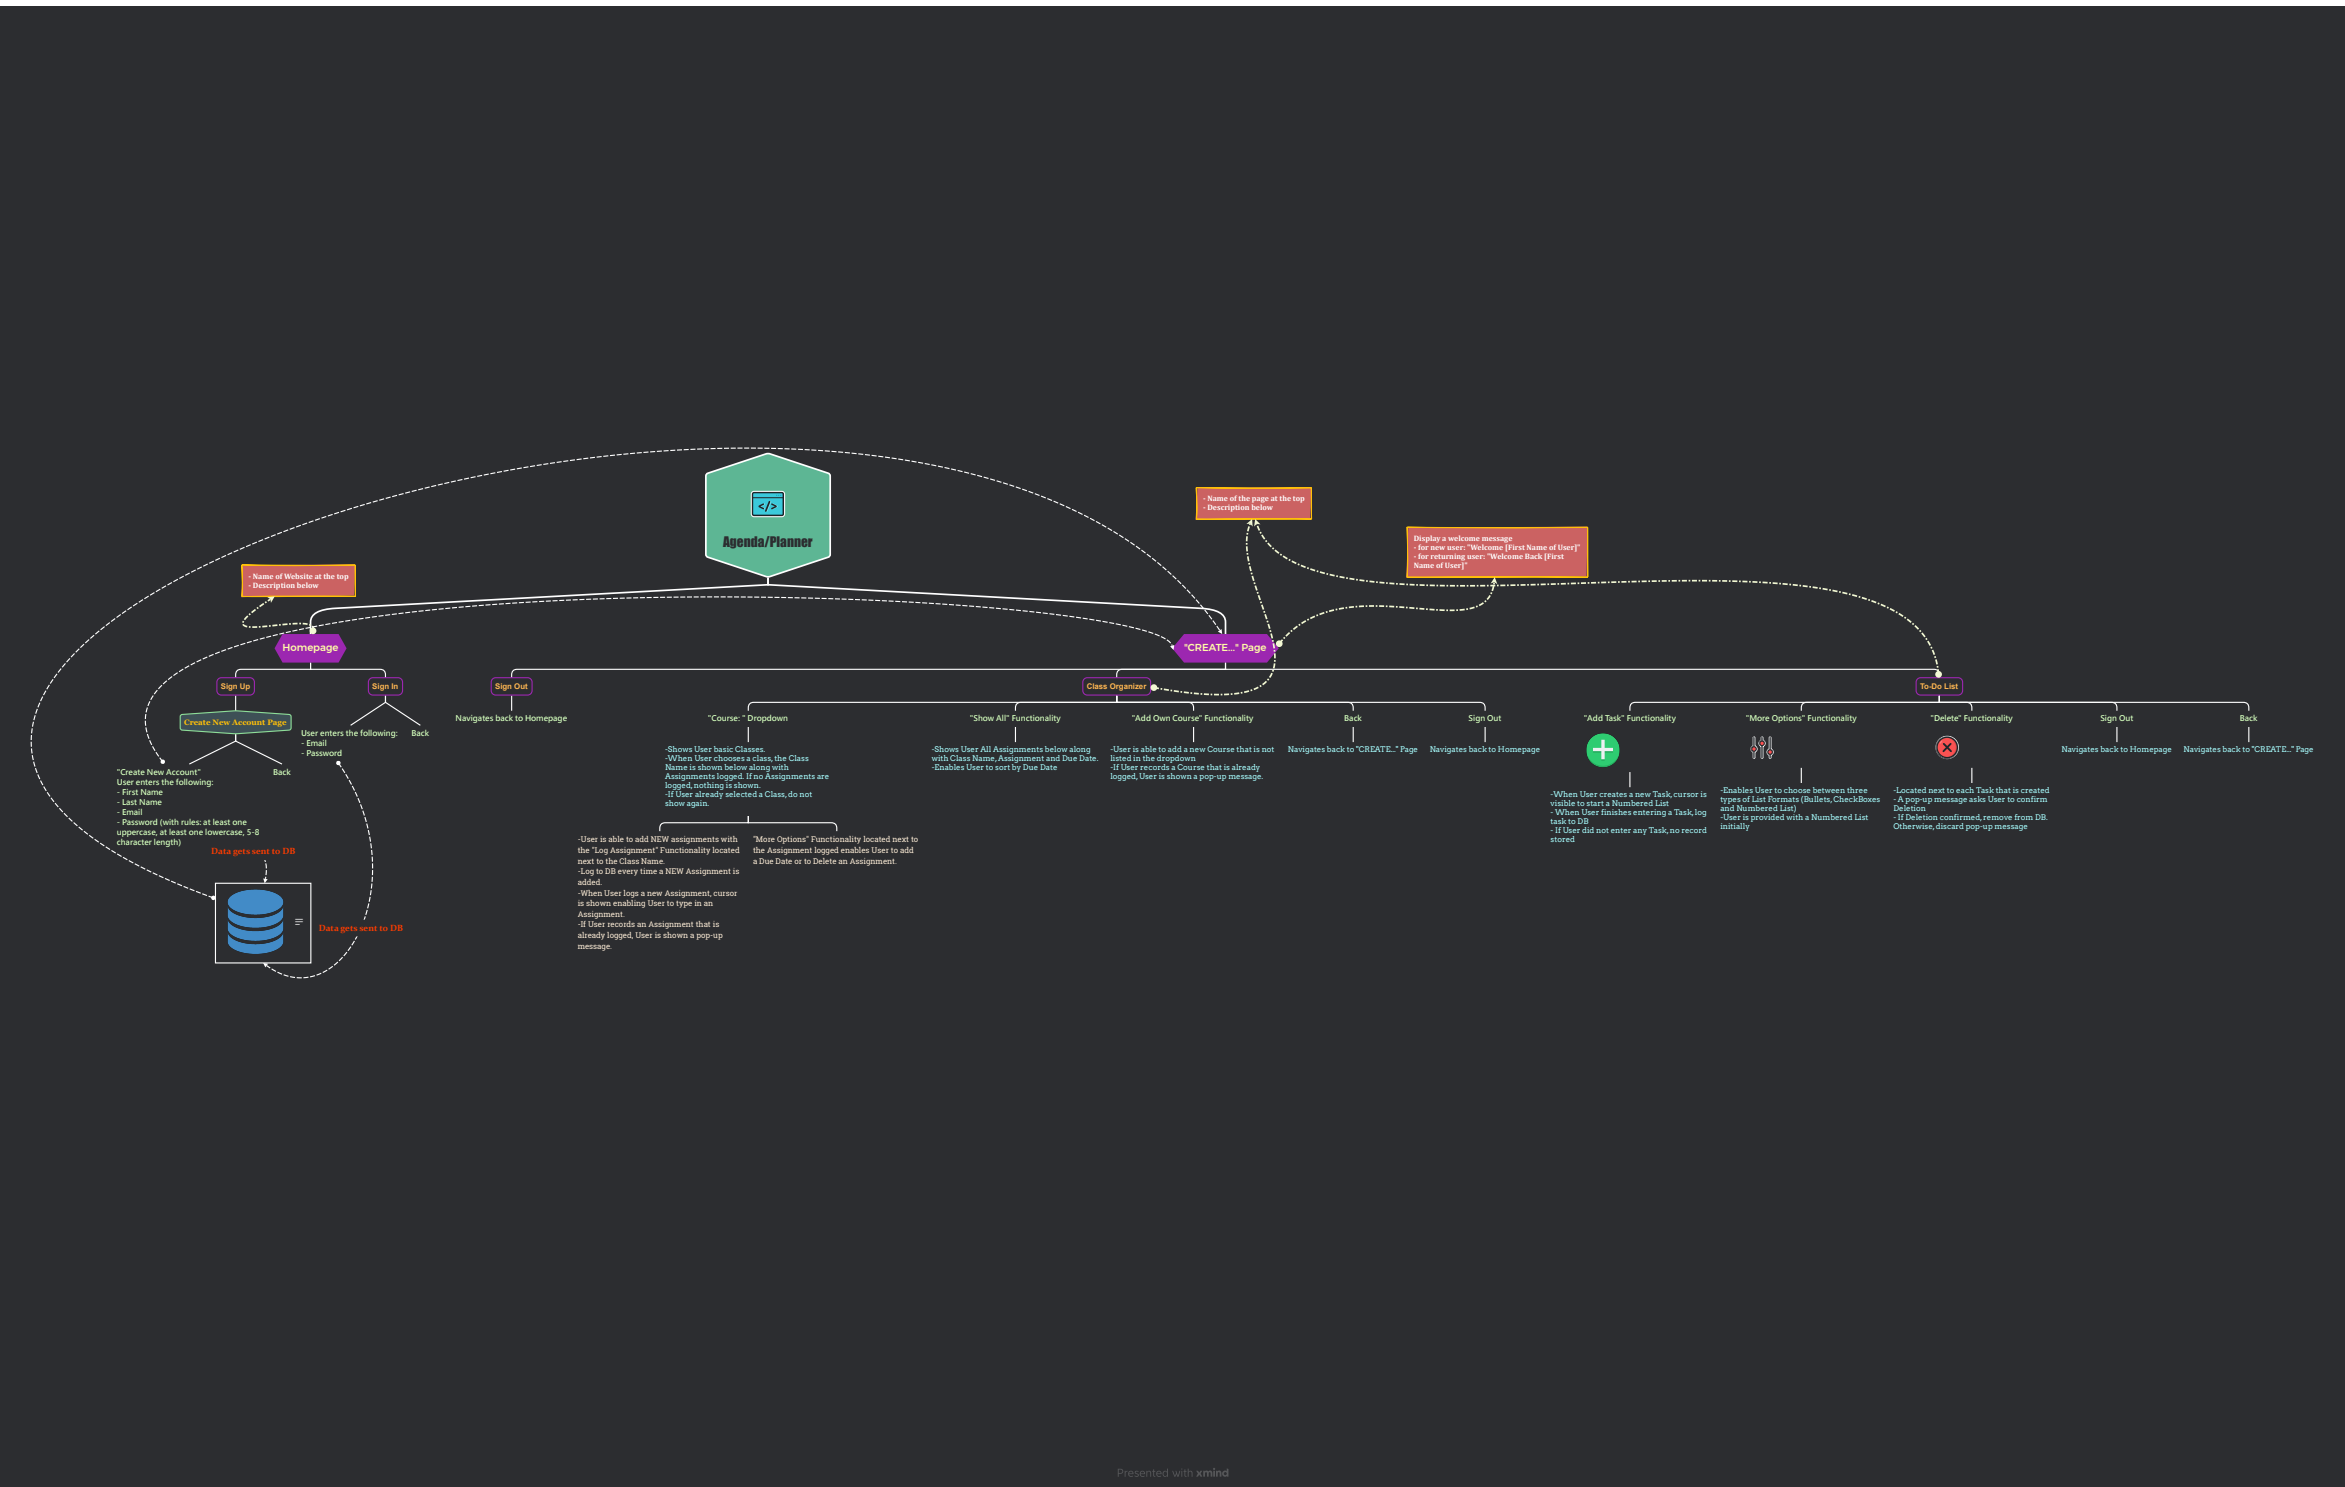 </>
Agenda/Planner
- Name of the page at the top
- Description below
Display a welcome message
- for new user: "Welcome [First Name of User]"
- for returning user: "Welcome Back [First
Name of User]"
- Name of Website at the top
- Description below
Homepage
"CREATE..." Page
Sign Up
Sign In
Sign Out
Class Organizer
To-Do List
Create New Account Page
User enters the following:
- Email
- Password
Back
"Create New Account"
User enters the following:
- First Name
- Last Name
- Email
- Password (with rules: at least one
uppercase, at least one lowercase, 5-8
character length)
Back
Data gets sent to DB
Data gets sent to DB
Navigates back to Homepage
"Course: " Dropdown
-Shows User basic Classes.
-When User chooses a class, the Class
Name is shown below along with
Assignments logged. If no Assignments are
logged, nothing is shown.
-If User already selected a Class, do not
show again.
-User is able to add NEW assignments with
the "Log Assignment" Functionality located
next to the Class Name.
-Log to DB every time a NEW Assignment is
added.
-When User logs a new Assignment, cursor
is shown enabling User to type in an
Assignment.
-If User records an Assignment that is
already logged, User is shown a pop-up
message.
"More Options" Functionality located next to
the Assignment logged enables User to add
a Due Date or to Delete an Assignment.
"Show All" Functionality
-Shows User All Assignments below along
with Class Name, Assignment and Due Date.
-Enables User to sort by Due Date
"Add Own Course" Functionality
-User is able to add a new Course that is not
listed in the dropdown
-If User records a Course that is already
logged, User is shown a pop-up message.
Back
Navigates back to "CREATE..." Page
Sign Out
Navigates back to Homepage
"Add Task" Functionality
-When User creates a new Task, cursor is
visible to start a Numbered List
- When User finishes entering a Task, log
task to DB
- If User did not enter any Task, no record
stored
"More Options" Functionality
-Enables User to choose between three
types of List Formats (Bullets, CheckBoxes
and Numbered List)
-User is provided with a Numbered List
initially
"Delete" Functionality
-Located next to each Task that is created
- A pop-up message asks User to confirm
Deletion
- If Deletion confirmed, remove from DB.
Otherwise, discard pop-up message
Sign Out
Navigates back to Homepage
Back
Navigates back to "CREATE..." Page
Presented with xmind